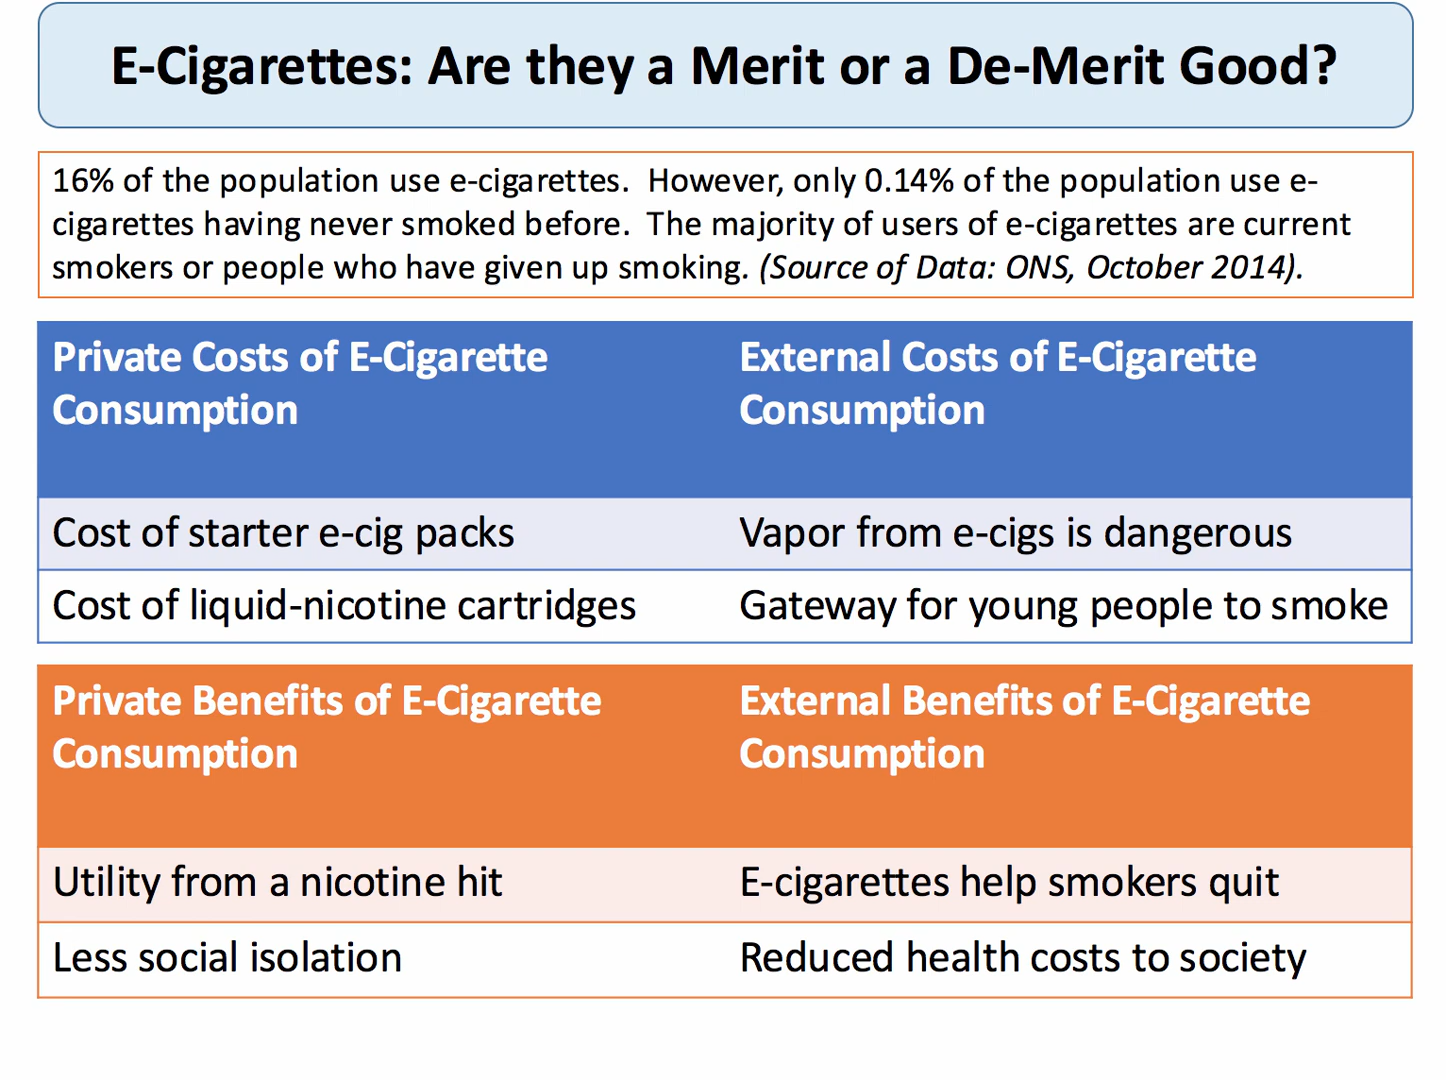 E-Cigarettes: Are they a Merit or a De-Merit Good?
16% of the population use e-cigarettes.  However, only 0.14% of the population use e-
cigarettes having never smoked before.  The majority of users of e-cigarettes are current
smokers or people who have given up smoking. (Source of Data: ONS, October 2014).
Private Costs of E-Cigarette
Consumption
External Costs of E-Cigarette
Consumption
Cost of starter e-cig packs
Vapor from e-cigs is dangerous
Cost of liquid-nicotine cartridges
Gateway for young people to smoke
Private Benefits of E-Cigarette
Consumption
External Benefits of E-Cigarette
Consumption
Utility from a nicotine hit
E-cigarettes help smokers quit
Less social isolation
Reduced health costs to society